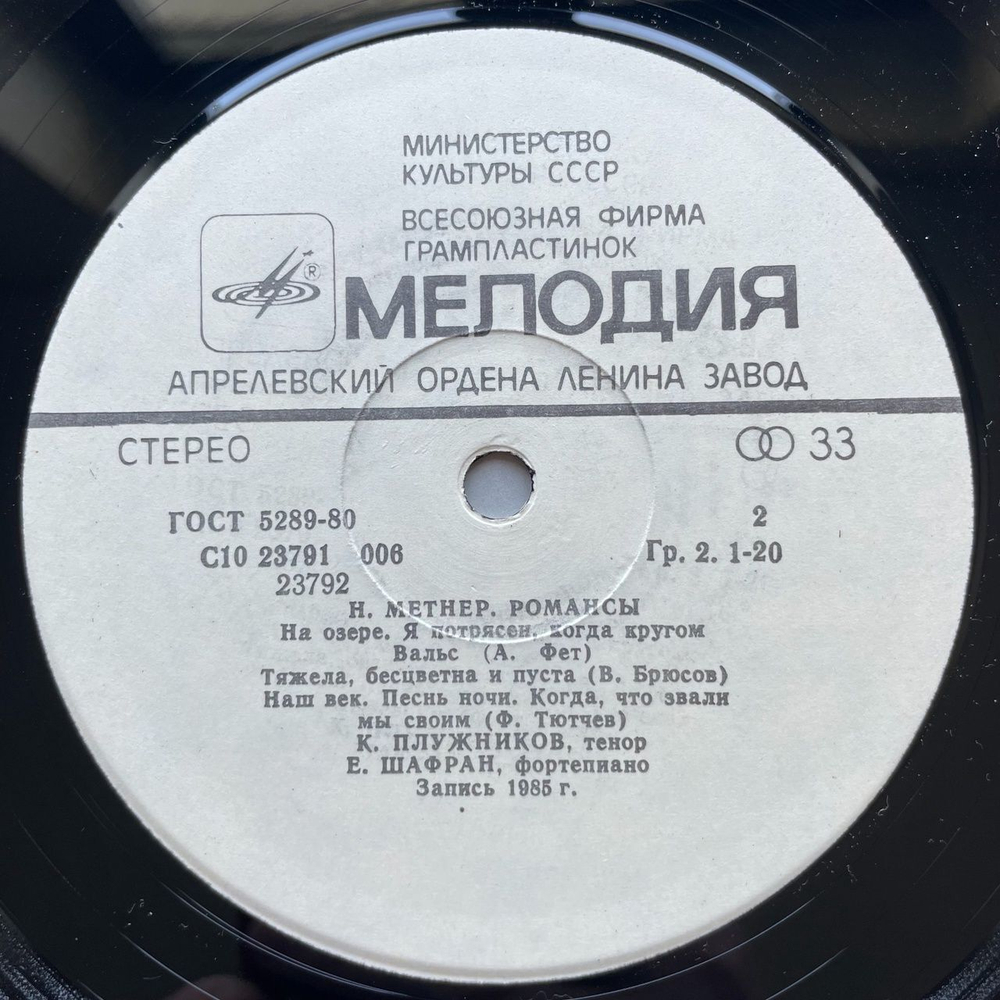 МИНИСТЕРСТВО
КУЛЬТУРЫ СССР
ВСЕСОЮЗНАЯ ФИРМА
ГРАМПЛАСТИНОК
®
МЕЛОДИЯ
АПРЕЛЕВСКИЙ ОРДЕНА ЛЕНИНА ЗАВОД
СТЕРЕО 33
ГОСТ 5289-80 2
С10 23791 006 Гр. 2. 1-20
23792
Н. МЕТНЕР. РОМАНСЫ
На озере. Я потрясен, когда кругом
Вальс (А. Фет)
Тяжела, бесцветна и пуста (В. Брюсов)
Наш век. Песнь ночи. Когда, что звали
мы своим (Ф. Тютчев)
К. ПЛУЖНИКОВ, тенор
Е. ШАФРАН, фортепиано
Запись 1985 г.